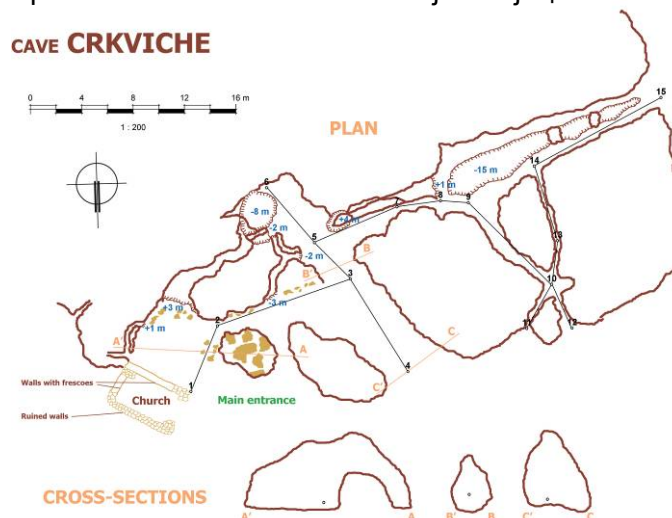 CAVE CRKVICHE
0 4 8 12 16 m
1 : 200
PLAN
15
14
-15 m
+1 m
8
9
7
6
-8 m
-2 m
5
-2 m
B
B'
3
13
10
12
-3 m
2
+3 m
+1 m
A'
A
C
C'
4
1
Walls with frescoes
Church
Main entrance
Ruined walls
CROSS-SECTIONS
A' A B' B C' C